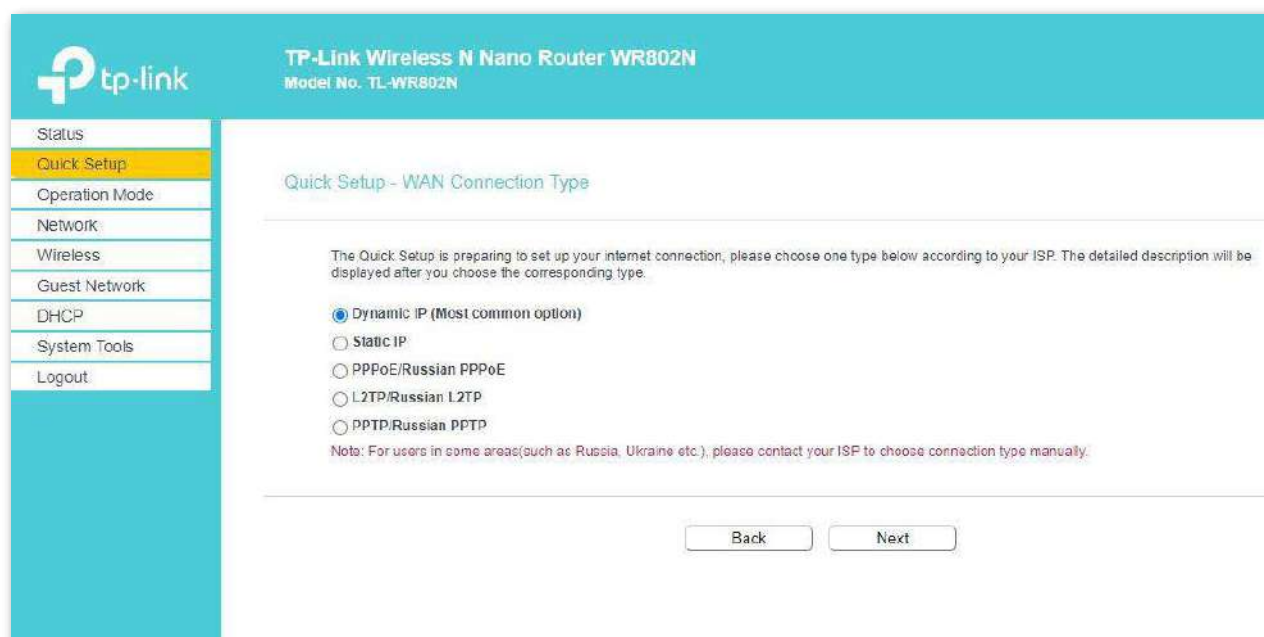 tp-link
TP-Link Wireless N Nano Router WR802N
Model No. TL-WR802N
Status
Quick Setup
Operation Mode
Network
Wireless
Guest Network
DHCP
System Tools
Logout
Quick Setup - WAN Connection Type
The Quick Setup is preparing to set up your internet connection, please choose one type below according to your ISP. The detailed description will be
displayed after you choose the corresponding type.
Dynamic IP (Most common option)
Static IP
PPPoE/Russian PPPoE
L2TP/Russian L2TP
PPTP/Russian PPTP
Note: For users in some areas(such as Russia, Ukraine etc.), please contact your ISP to choose connection type manually.
Back
Next